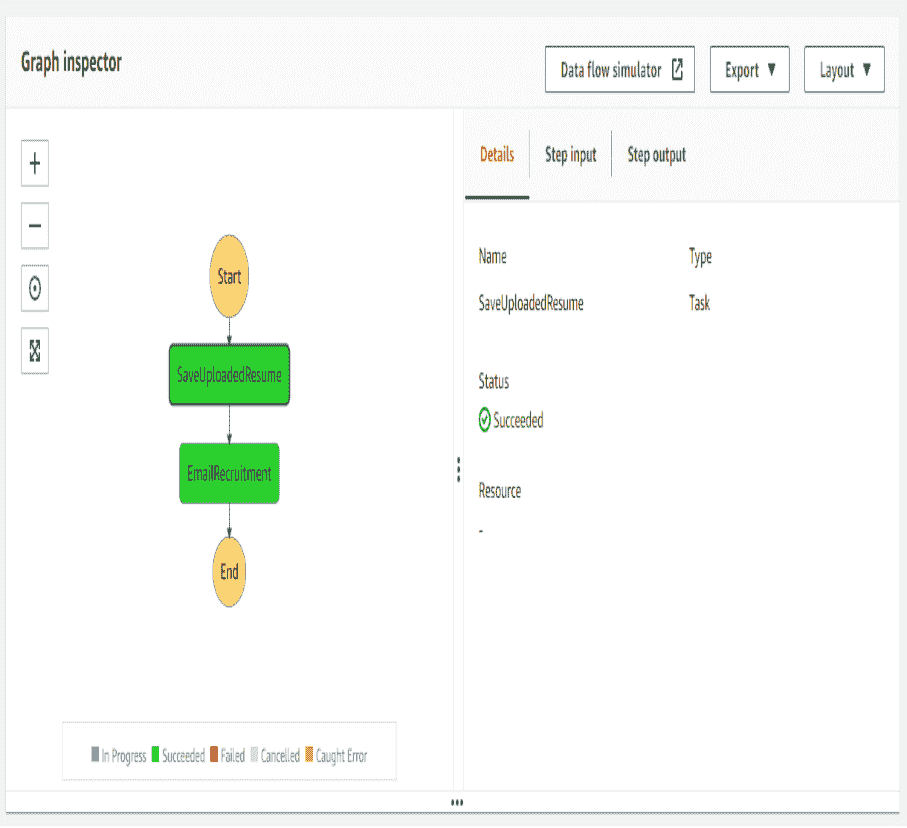 Graph inspector
Data flow simulator
Export
Layout
Details
Step input
Step output
Start
SaveUploadedResume
EmailRecruitment
End
In Progress Succeeded Failed Cancelled Caught Error
Name Type
SaveUploadedResume Task
Status
Succeeded
Resource
-